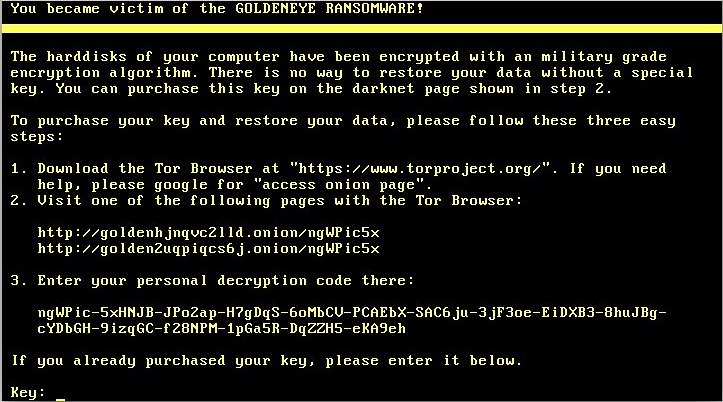 You became victim of the GOLDENEYE RANSOMWARE!
The harddisks of your computer have been encrypted with an military grade
encryption algorithm. There is no way to restore your data without a special
key. You can purchase this key on the darknet page shown in step 2.
To purchase your key and restore your data, please follow these three easy
steps:
1. Download the Tor Browser at "https://www.torproject.org/". If you need
help, please google for "access onion page".
2. Visit one of the following pages with the Tor Browser:
http://goldenhjnqvc2lld.onion/ngWPic5x
http://golden2uqpiqcs6j.onion/ngWPic5x
3. Enter your personal decryption code there:
ngWPic-5xHNJB-JPo2ap-H7gDqS-6oMbCV-PCAEbX-SAC6ju-3jF3oe-EiDXB3-8huJBg-
cYDbGH-9izqGC-f28NPM-1pGa5R-DqZZH5-eKA9eh
If you already purchased your key, please enter it below.
Key: _